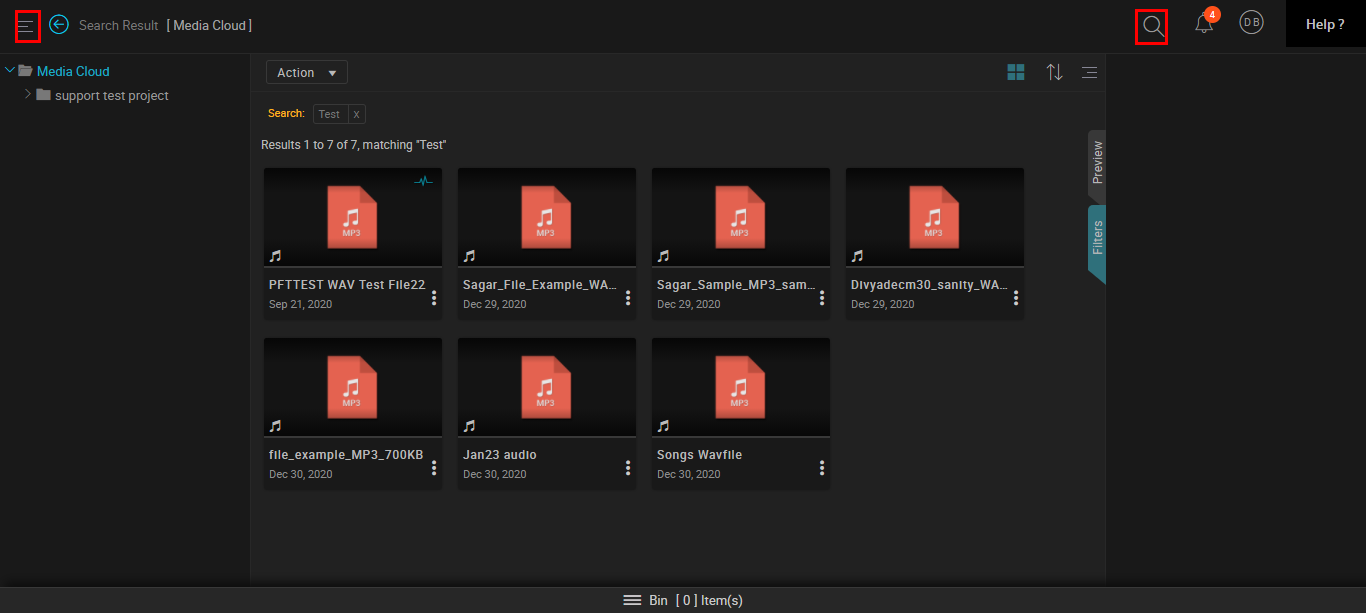 Search Result [ Media Cloud ]
4
D B
Help ?
Media Cloud
support test project
Action
Search: Test x
Results 1 to 7 of 7, matching "Test"
Preview
Filters
MP3
PFTTEST WAV Test File22
Sep 21, 2020
MP3
Sagar_File_Example_WA...
Dec 29, 2020
MP3
Sagar_Sample_MP3_sam...
Dec 29, 2020
MP3
Divyadecm30_sanity_WA...
Dec 29, 2020
MP3
file_example_MP3_700KB
Dec 30, 2020
MP3
Jan23 audio
Dec 30, 2020
MP3
Songs Wavfile
Dec 30, 2020
Bin [ 0 ] Item(s)